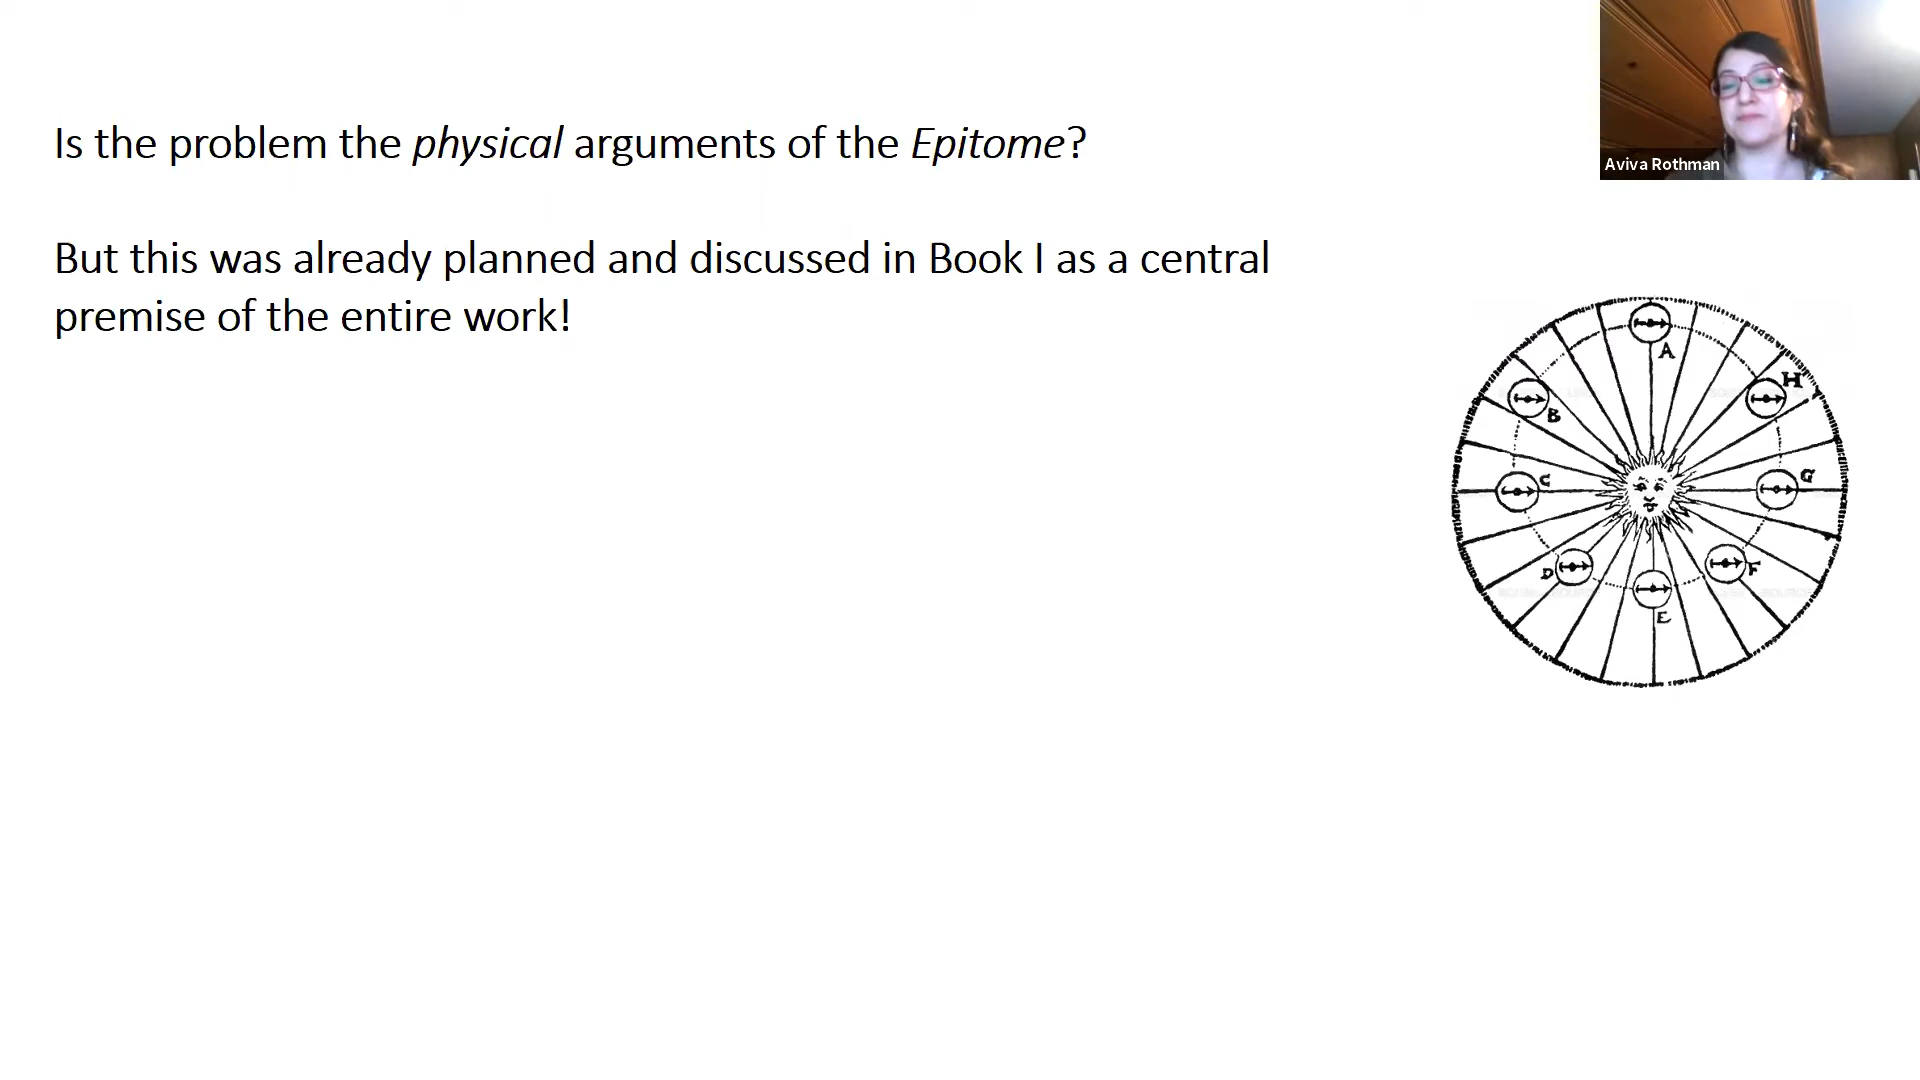 Is the problem the physical arguments of the Epitome?
But this was already planned and discussed in Book I as a central
premise of the entire work!
Aviva Rothman
A
H
B
C
G
D
F
E